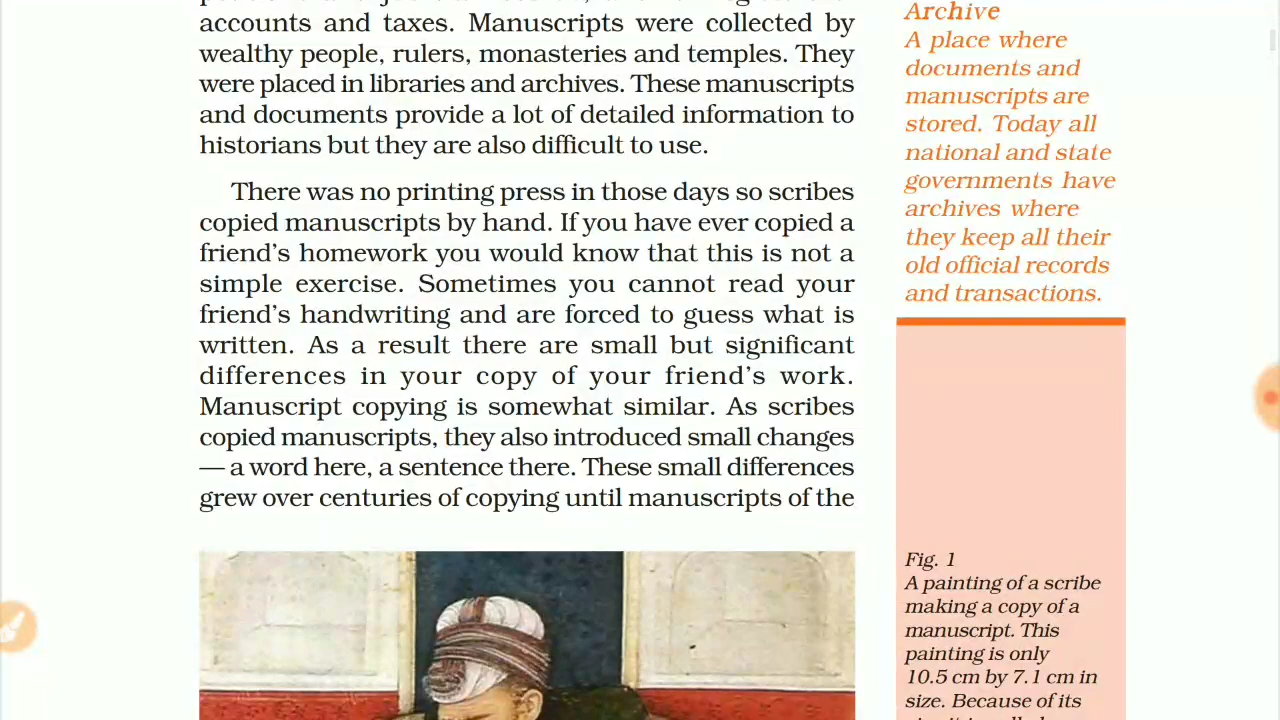 accounts and taxes. Manuscripts were collected by
wealthy people, rulers, monasteries and temples. They
were placed in libraries and archives. These manuscripts
and documents provide a lot of detailed information to
historians but they are also difficult to use.
There was no printing press in those days so scribes
copied manuscripts by hand. If you have ever copied a
friend's homework you would know that this is not a
simple exercise. Sometimes you cannot read your
friend's handwriting and are forced to guess what is
written. As a result there are small but significant
differences in your copy of your friend's work.
Manuscript copying is somewhat similar. As scribes
copied manuscripts, they also introduced small changes
— a word here, a sentence there. These small differences
grew over centuries of copying until manuscripts of the
Archive
A place where
documents and
manuscripts are
stored. Today all
national and state
governments have
archives where
they keep all their
old official records
and transactions.
Fig. 1
A painting of a scribe
making a copy of a
manuscript. This
painting is only
10.5 cm by 7.1 cm in
size. Because of its